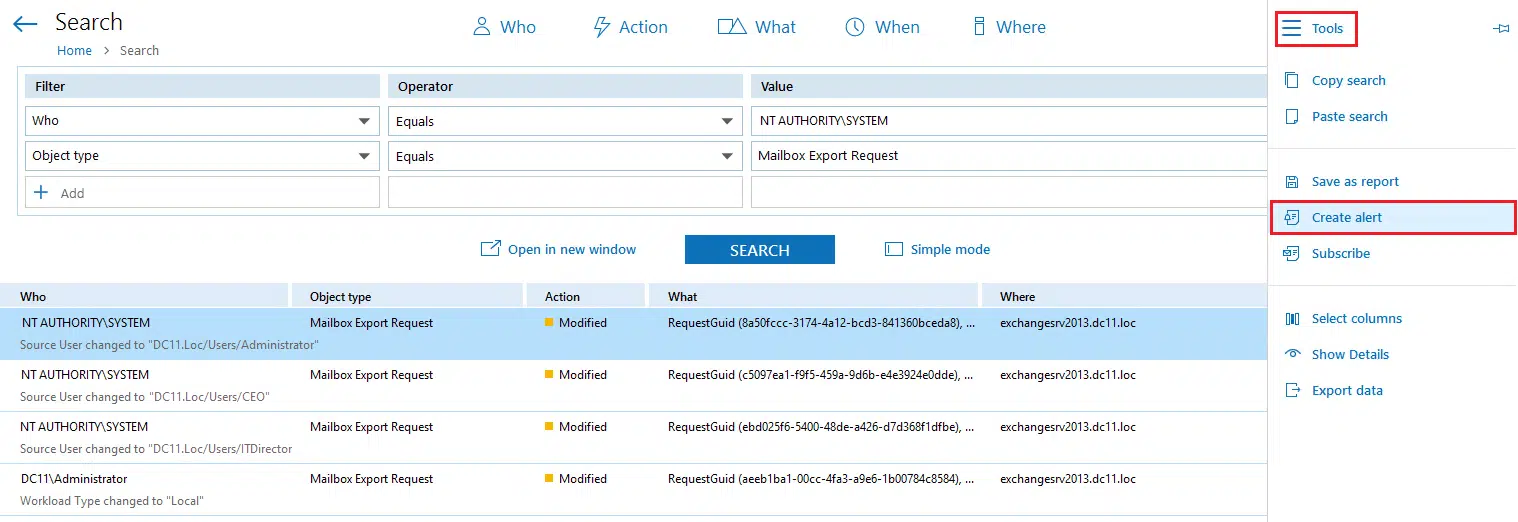 Search
Home > Search
Who Action What When Where
Tools
Copy search
Paste search
Save as report
Create alert
Subscribe
Select columns
Show Details
Export data
Filter Operator Value
Who Equals NT AUTHORITY\SYSTEM
Object type Equals Mailbox Export Request
+ Add
Open in new window SEARCH Simple mode
Who Object type Action What Where
NT AUTHORITY\SYSTEM Mailbox Export Request Modified RequestGuid (8a50fccc-3174-4a12-bcd3-841360bceda8), ... exchangesrv2013.dc11.loc
Source User changed to "DC11.Loc/Users/Administrator"
NT AUTHORITY\SYSTEM Mailbox Export Request Modified RequestGuid (c5097ea1-f9f5-459a-9d6b-e4e3924e0dde), ... exchangesrv2013.dc11.loc
Source User changed to "DC11.Loc/Users/CEO"
NT AUTHORITY\SYSTEM Mailbox Export Request Modified RequestGuid (ebd025f6-5400-48de-a426-d7d368f1dfbe), ... exchangesrv2013.dc11.loc
Source User changed to "DC11.Loc/Users/ITDirector
DC11\Administrator Mailbox Export Request Modified RequestGuid (aeeb1ba1-00cc-4fa3-a9e6-1b00784c8584), ... exchangesrv2013.dc11.loc
Workload Type changed to "Local"